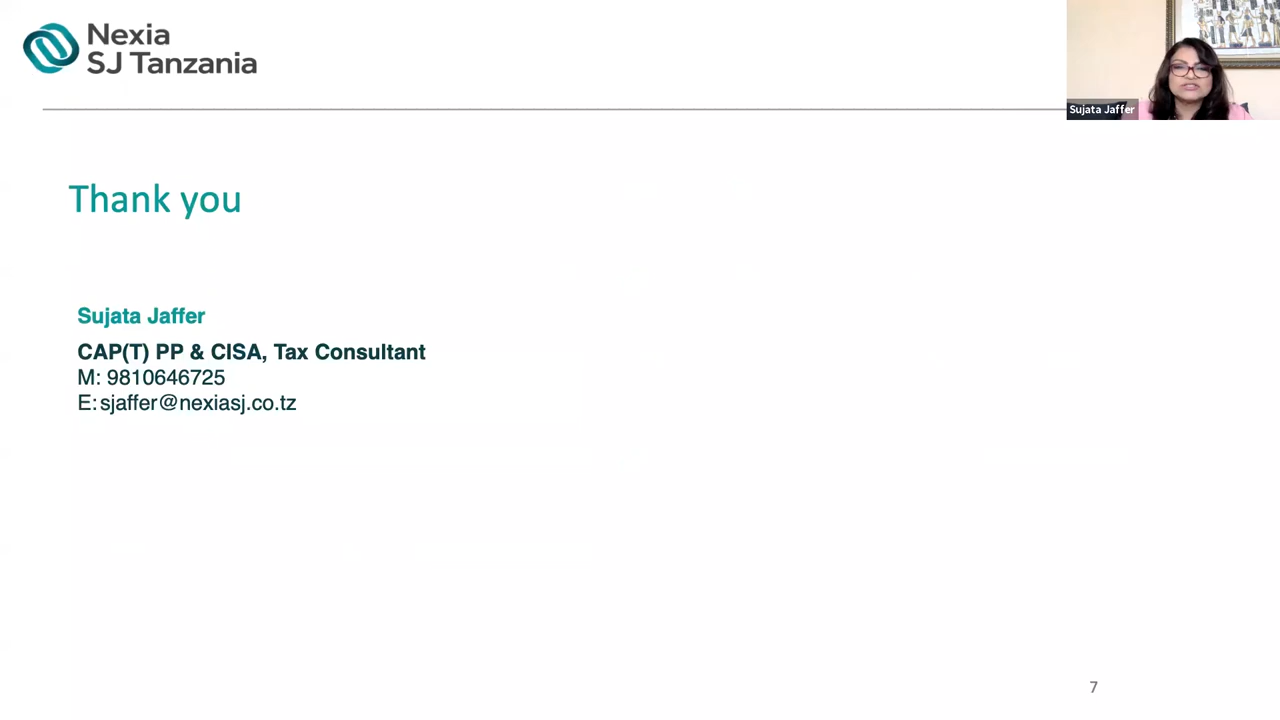 Nexia
SJ Tanzania
Sujata Jaffer
Thank you
Sujata Jaffer
CAP(T) PP & CISA, Tax Consultant
M: 9810646725
E: sjaffer@nexiasj.co.tz
7